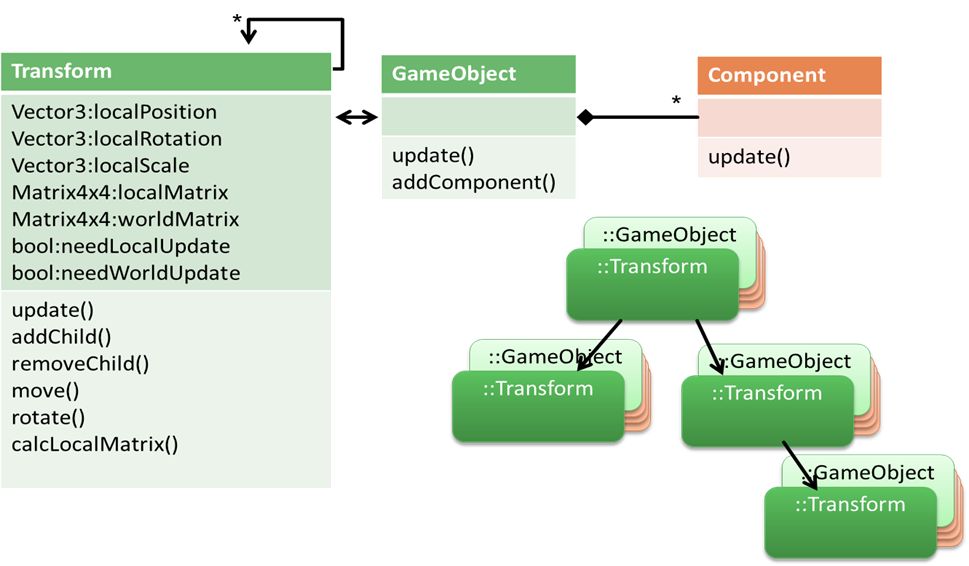 *
Transform
Vector3:localPosition
Vector3:localRotation
Vector3:localScale
Matrix4x4:localMatrix
Matrix4x4:worldMatrix
bool:needLocalUpdate
bool:needWorldUpdate
update()
addChild()
removeChild()
move()
rotate()
calcLocalMatrix()
GameObject
update()
addComponent()
*
Component
update()
::GameObject
::Transform
::GameObject
::Transform
::GameObject
::Transform
::GameObject
::Transform